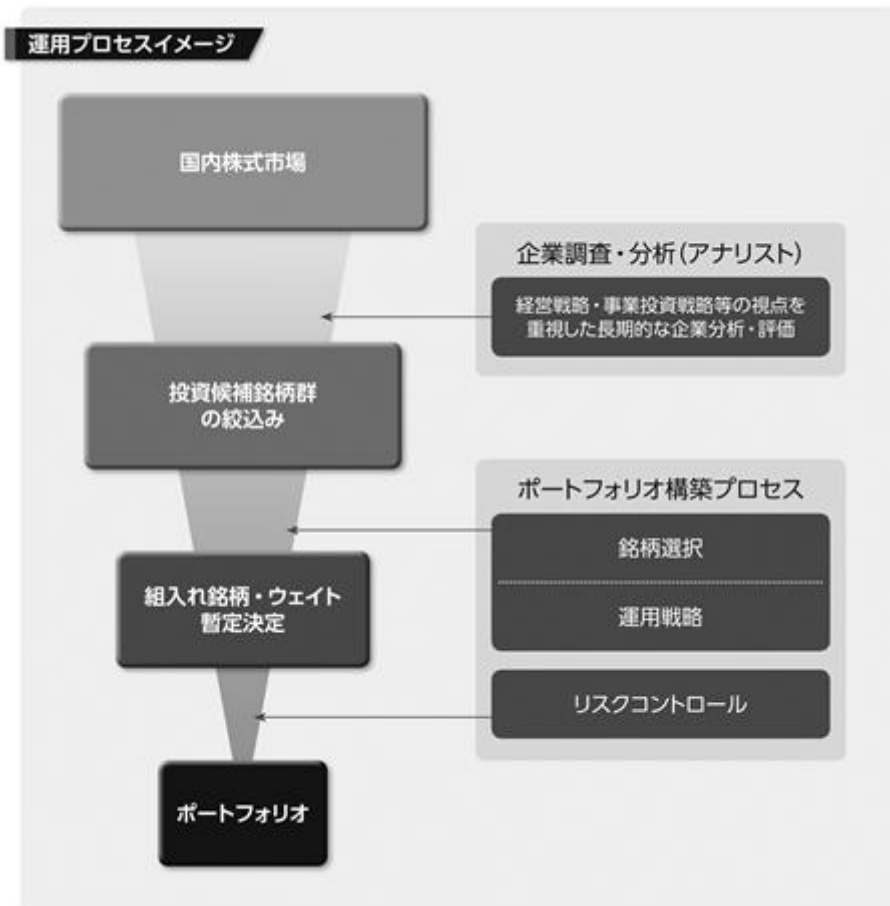 運用プロセスイメージ
国内株式市場
企業調査・分析(アナリスト)
経営戦略・事業投資戦略等の視点を
重視した長期的な企業分析・評価
投資候補銘柄群
の絞込み
ポートフォリオ構築プロセス
銘柄選択
運用戦略
組入れ銘柄・ウェイト
暫定決定
リスクコントロール
ポートフォリオ